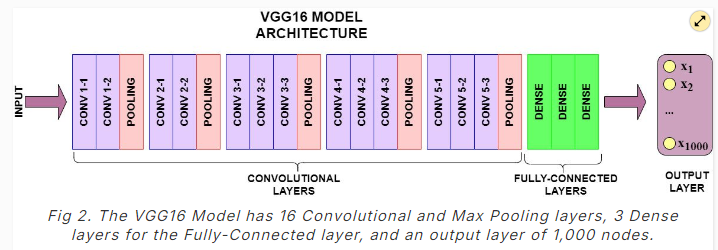 VGG16 MODEL
ARCHITECTURE
INPUT
CONV 1-1
CONV 1-2
POOLING
CONV 2-1
CONV 2-2
POOLING
CONV 3-1
CONV 3-2
CONV 3-3
POOLING
CONV 4-1
CONV 4-2
CONV 4-3
POOLING
CONV 5-1
CONV 5-2
CONV 5-3
POOLING
DENSE
DENSE
DENSE
x1
x2
...
x1000
CONVOLUTIONAL
LAYERS
FULLY-CONNECTED
LAYERS
OUTPUT
LAYER
Fig 2. The VGG16 Model has 16 Convolutional and Max Pooling layers, 3 Dense
layers for the Fully-Connected layer, and an output layer of 1,000 nodes.